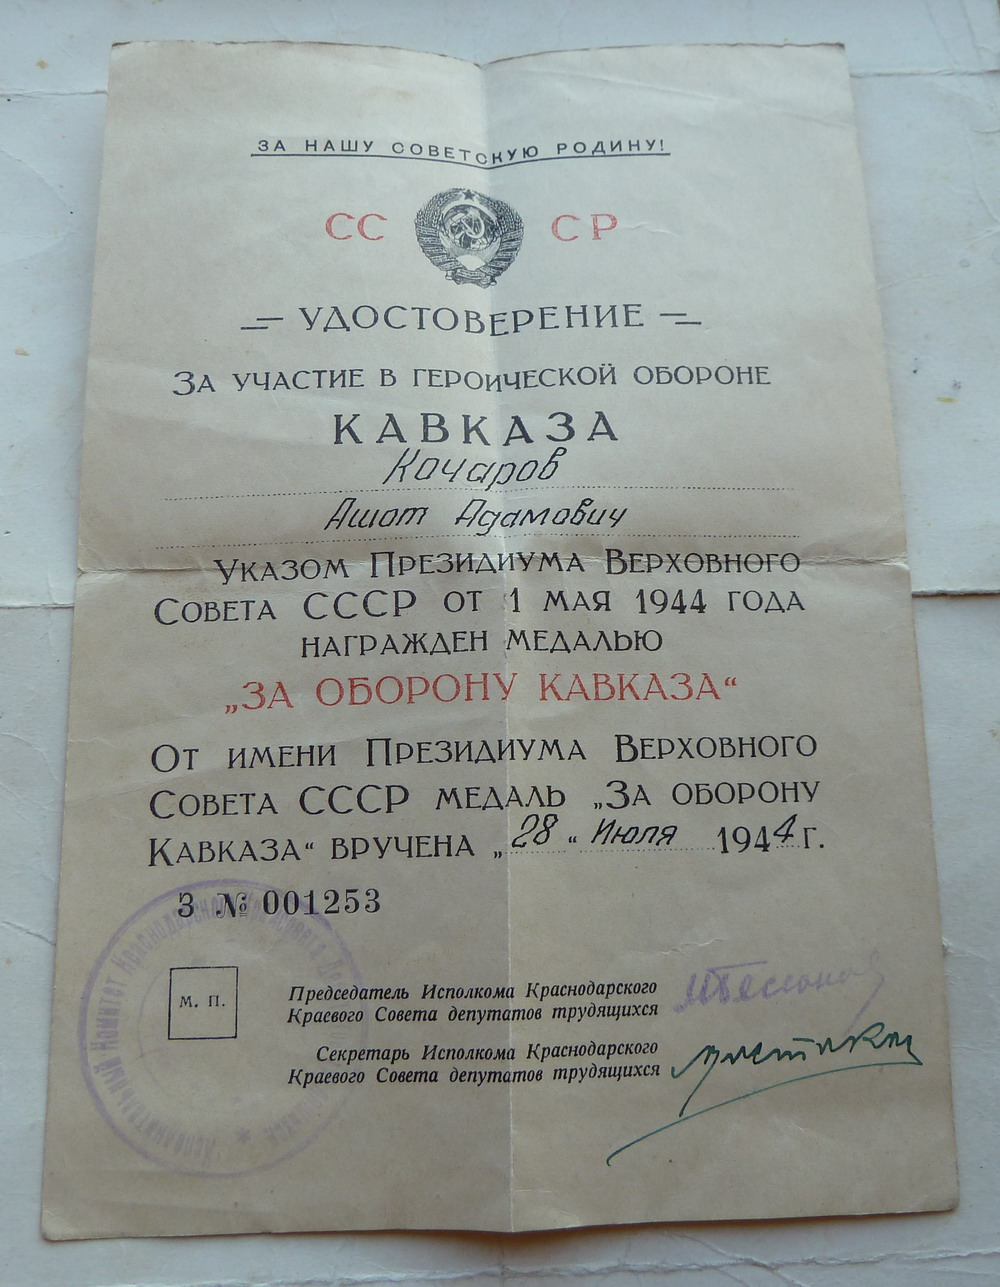 ЗА НАШУ СОВЕТСКУЮ РОДИНУ!
СС СР
УДОСТОВЕРЕНИЕ
ЗА УЧАСТИЕ В ГЕРОИЧЕСКОЙ ОБОРОНЕ
КАВКАЗА
Кочаров
Ашот Адамович
УКАЗОМ ПРЕЗИДИУМА ВЕРХОВНОГО
СОВЕТА СССР ОТ 1 МАЯ 1944 ГОДА
НАГРАЖДЕН МЕДАЛЬЮ
„ЗА ОБОРОНУ КАВКАЗА“
ОТ ИМЕНИ ПРЕЗИДИУМА ВЕРХОВНОГО
СОВЕТА СССР МЕДАЛЬ „ЗА ОБОРОНУ
КАВКАЗА“ ВРУЧЕНА „28“ Июля 1944 г.
З № 001253
М. П.
Председатель Исполкома Краснодарского
Краевого Совета депутатов трудящихся
Секретарь Исполкома Краснодарского
Краевого Совета депутатов трудящихся
Исполнительный Комитет Краснодарского